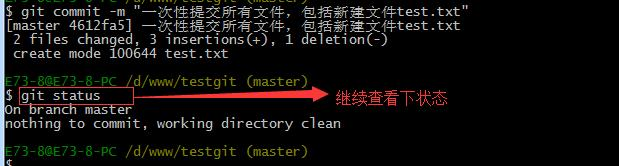 $ git commit -m "一次性提交所有文件，包括新建文件test.txt"
[master 4612fa5] 一次性提交所有文件，包括新建文件test.txt
2 files changed, 3 insertions(+), 1 deletion(-)
create mode 100644 test.txt
E73-8@E73-8-PC /d/www/testgit (master)
$ git status
继续查看下状态
On branch master
nothing to commit, working directory clean
E73-8@E73-8-PC /d/www/testgit (master)
$